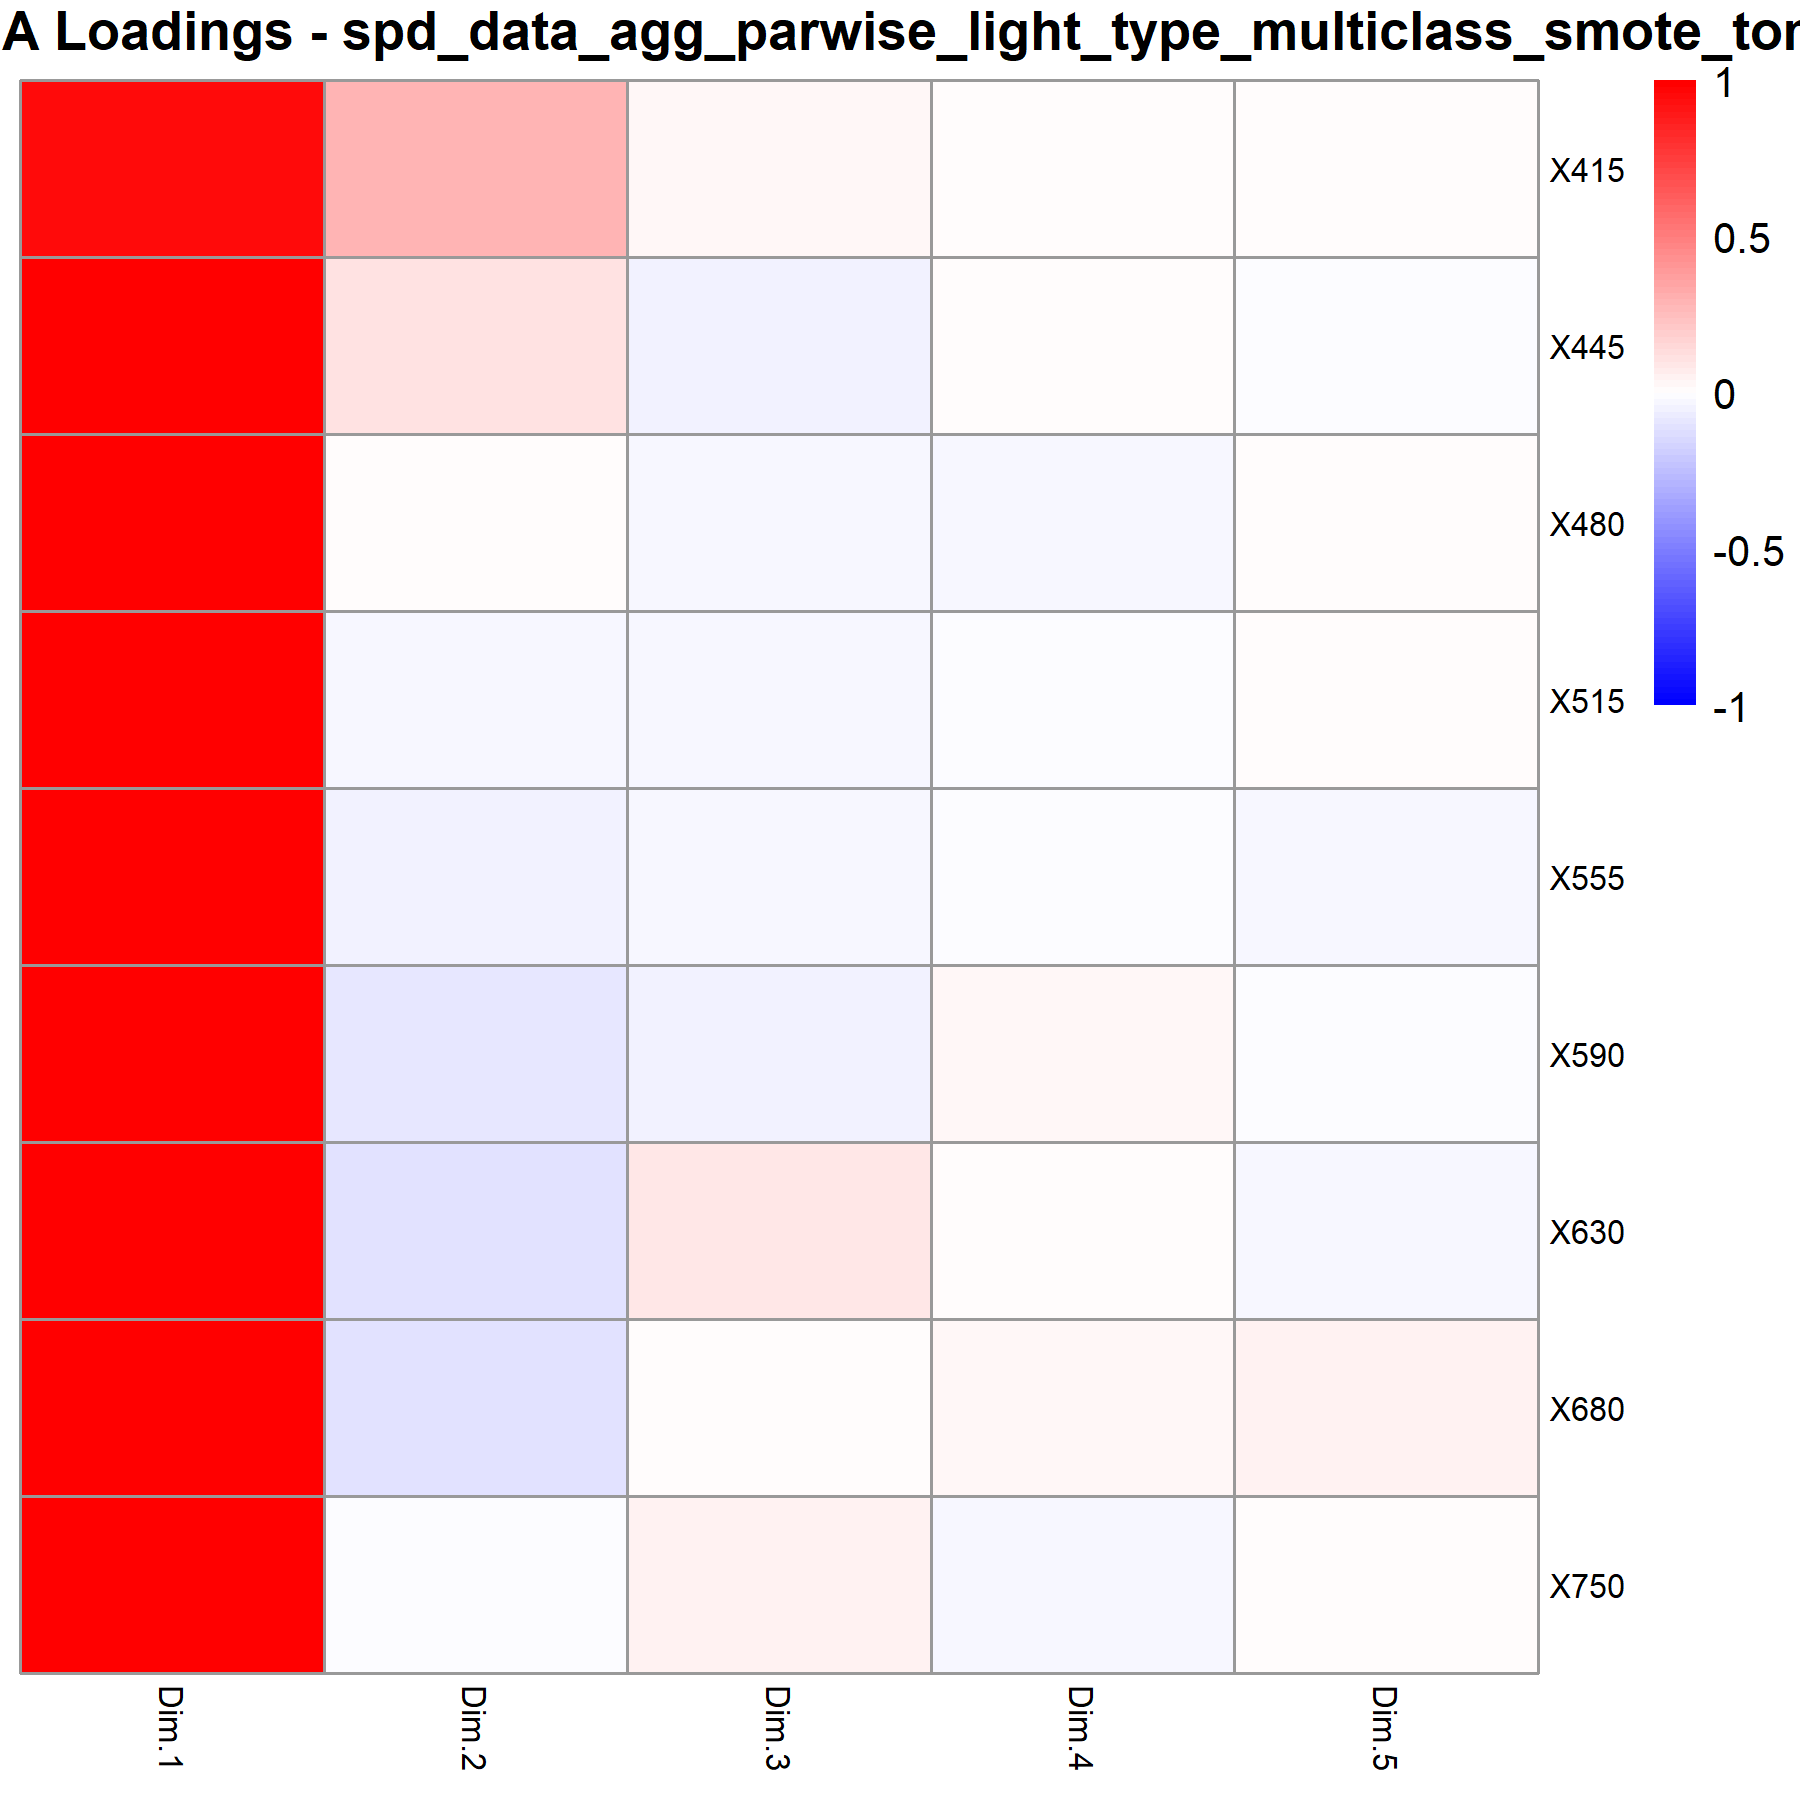 A Loadings - spd_data_agg_parwise_light_type_multiclass_smote_tor
1
0.5
0
-0.5
-1
X415
X445
X480
X515
X555
X590
X630
X680
X750
Dim.1
Dim.2
Dim.3
Dim.4
Dim.5